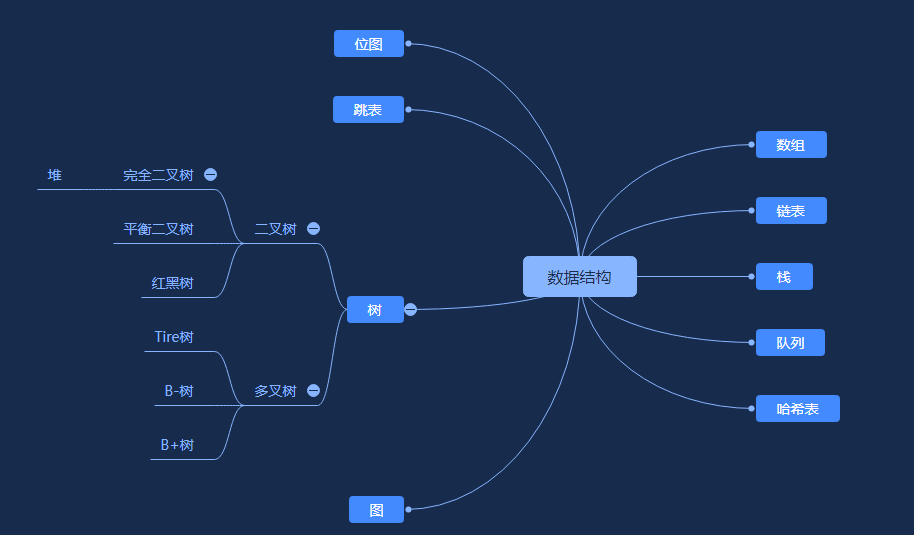 位图
跳表
数组
堆
完全二叉树
链表
平衡二叉树
二叉树
数据结构
栈
红黑树
树
Tire树
队列
B-树
多叉树
哈希表
B+树
图